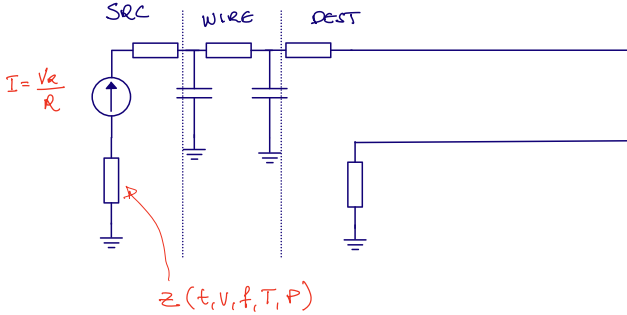 SRC
WIRE
DEST
I = VR/R
Z (t, V, f, T, P)